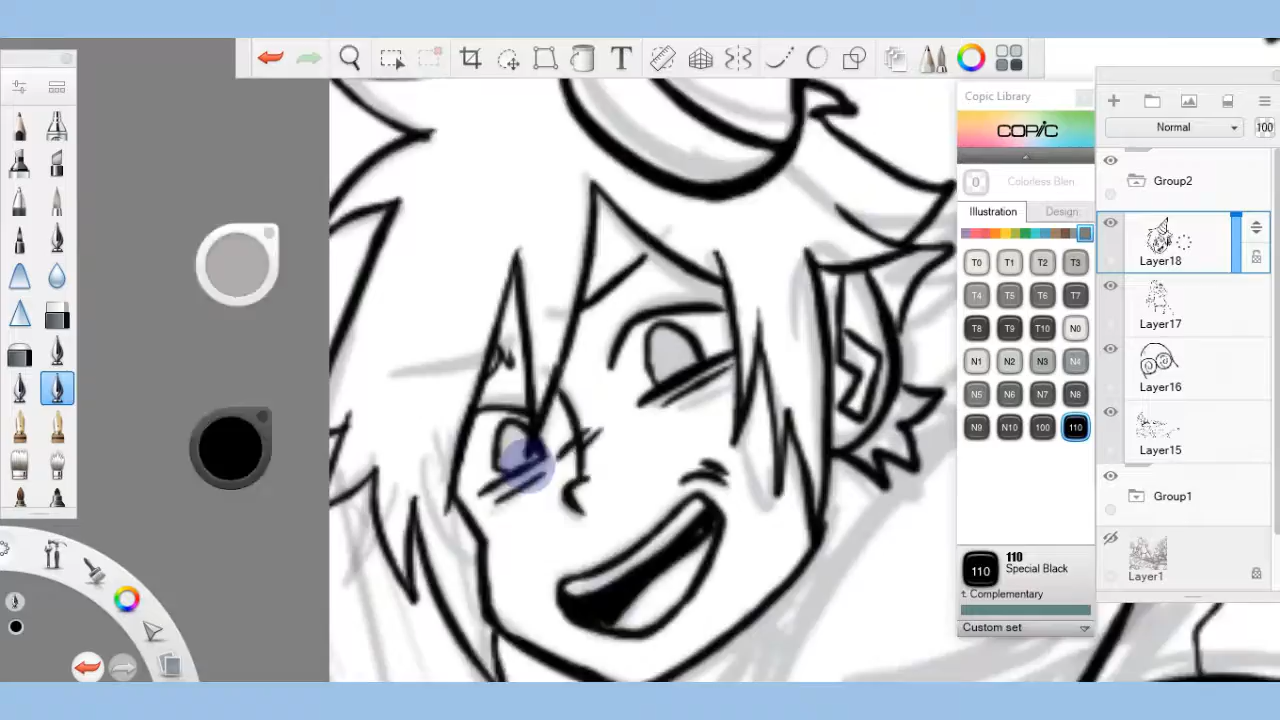 T
Copic Library
COPIC
0 Colorless Blen
Illustration Design
T0 T1 T2 T3
T4 T5 T6 T7
T8 T9 T10 N0
N1 N2 N3 N4
N5 N6 N7 N8
N9 N10 100 110
110
110
Special Black
t. Complementary
Custom set
Normal 100
Group2
Layer18
Layer17
Layer16
Layer15
Group1
Layer1